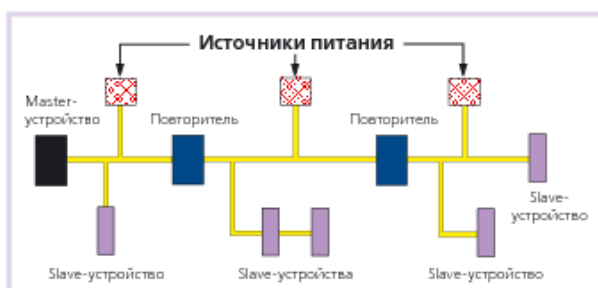 Источники питания
Master-
устройство
Повторитель
Повторитель
Slave-
устройство
Slave-устройство
Slave-устройства
Slave-устройство